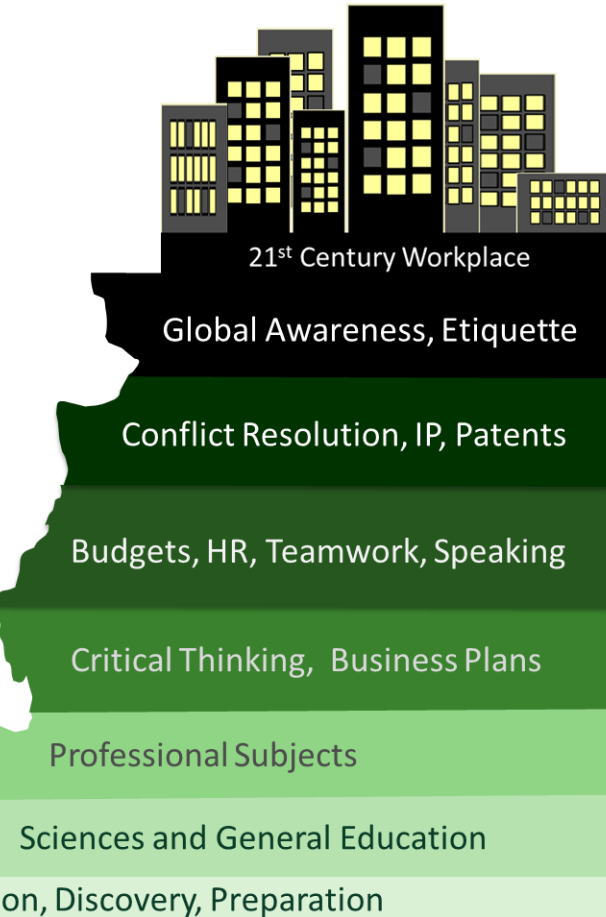 21st Century Workplace
Global Awareness, Etiquette
Conflict Resolution, IP, Patents
Budgets, HR, Teamwork, Speaking
Critical Thinking, Business Plans
Professional Subjects
Sciences and General Education
on, Discovery, Preparation